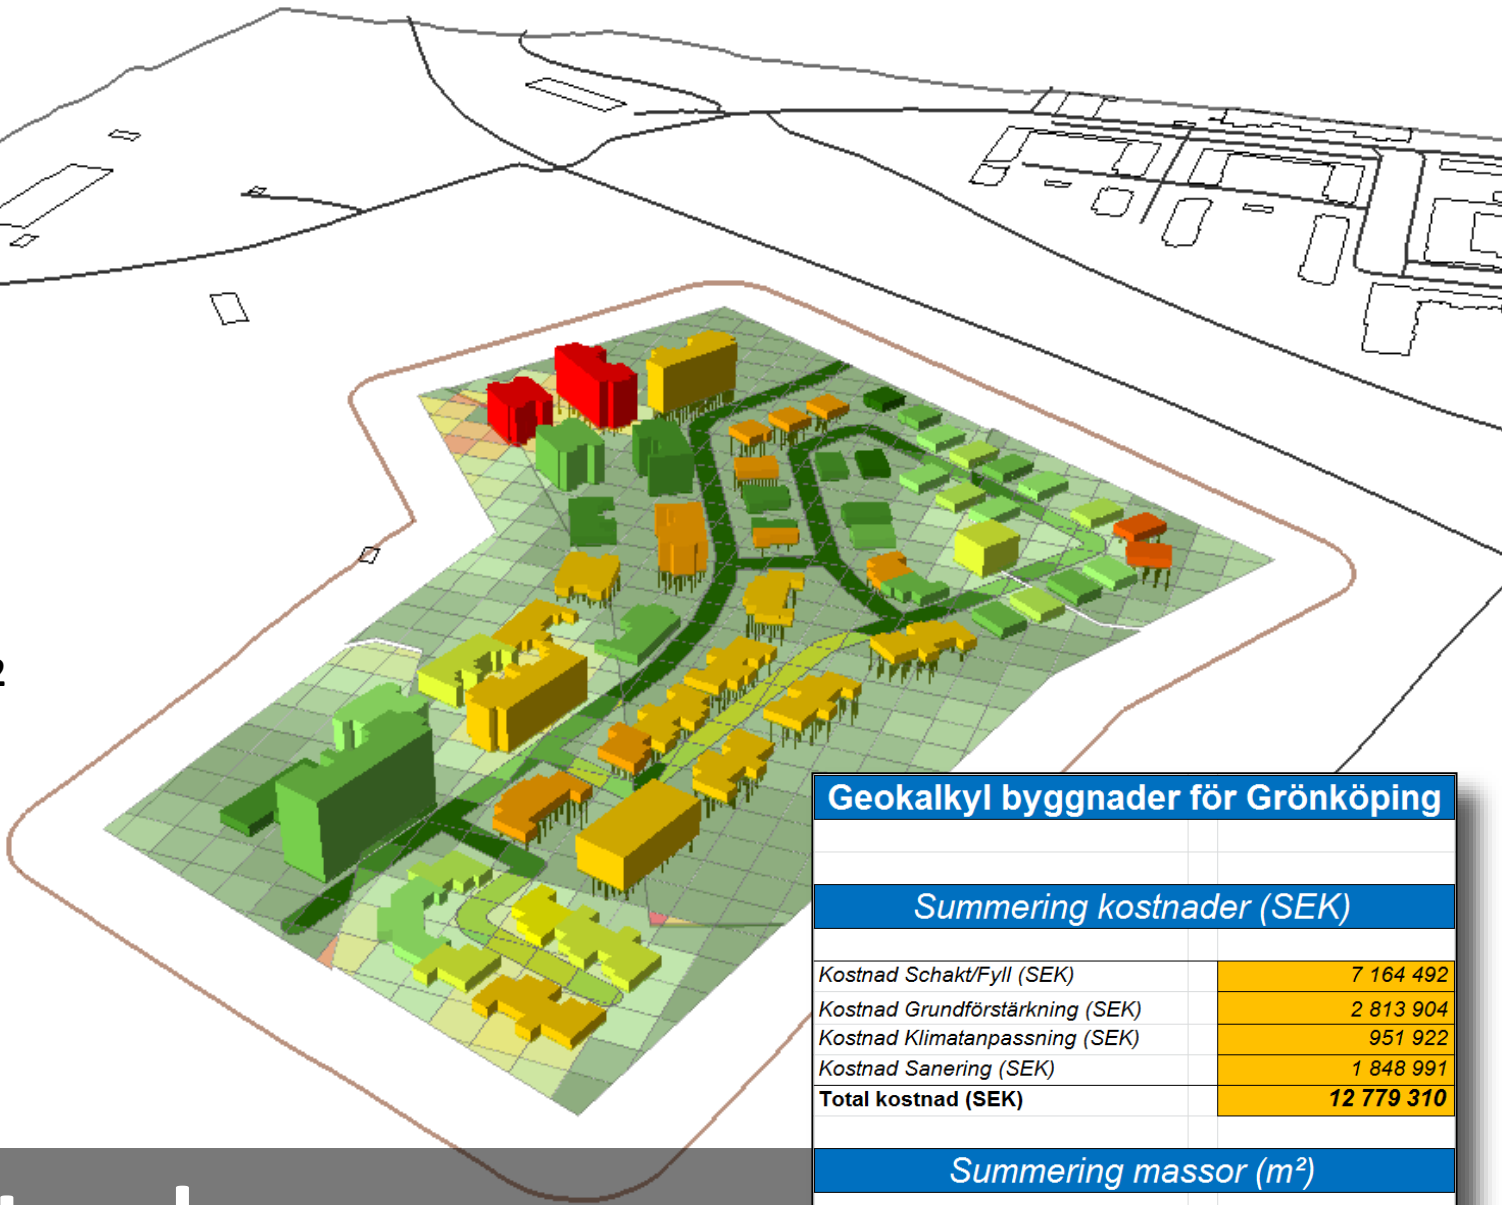 2
Geokalkyl byggnader för Grönköping
Summering kostnader (SEK)
Kostnad Schakt/Fyll (SEK) 7 164 492
Kostnad Grundförstärkning (SEK) 2 813 904
Kostnad Klimatanpassning (SEK) 951 922
Kostnad Sanering (SEK) 1 848 991
Total kostnad (SEK) 12 779 310
Summering massor (m²)